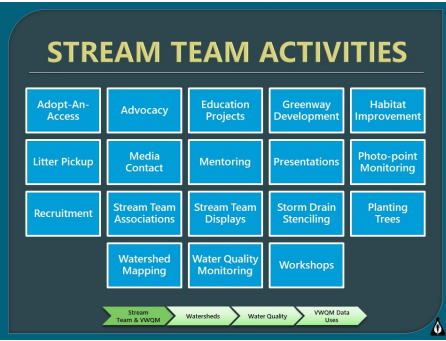 STREAM TEAM ACTIVITIES
Adopt-An-
Access
Advocacy
Education
Projects
Greenway
Development
Habitat
Improvement
Litter Pickup
Media
Contact
Mentoring
Presentations
Photo-point
Monitoring
Recruitment
Stream Team
Associations
Stream Team
Displays
Storm Drain
Stenciling
Planting
Trees
Watershed
Mapping
Water Quality
Monitoring
Workshops
Stream
Team & VWQM
Watersheds
Water Quality
VWQM Data
Uses